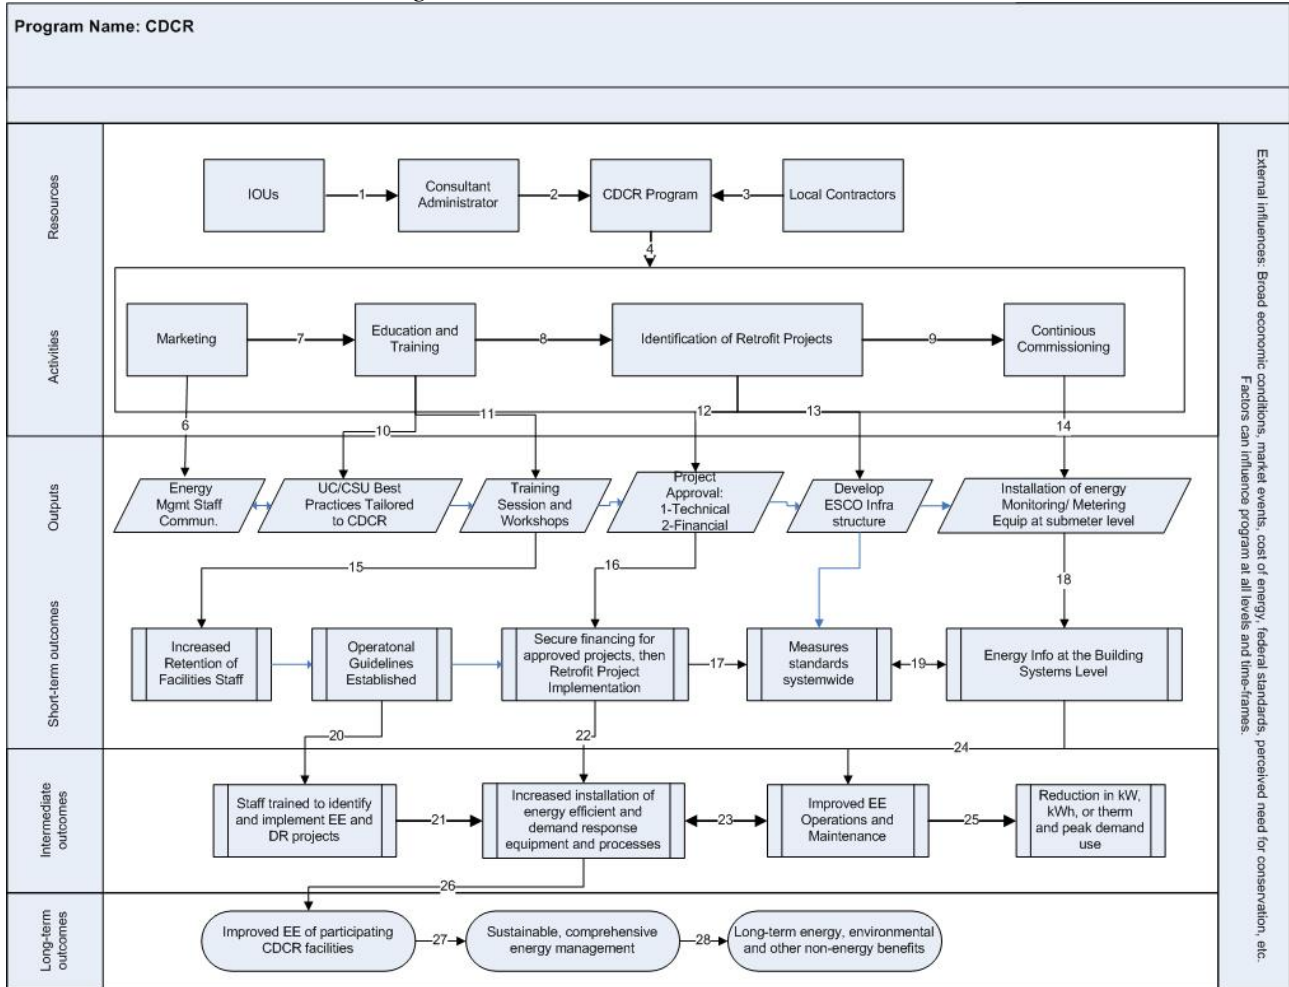 Program Name: CDCR
Resources
IOUs
1
Consultant
Administrator
2
CDCR Program
3
Local Contractors
4
Activities
Marketing
7
Education and
Training
8
Identification of Retrofit Projects
9
Continious
Commissioning
6
10
11
12
13
14
Outputs
Energy
Mgmt Staff
Commun.
UC/CSU Best
Practices Tailored
to CDCR
Training
Session and
Workshops
Project
Approval:
1-Technical
2-Financial
Develop
ESCO Infra
structure
Installation of energy
Monitoring/ Metering
Equip at submeter level
15
16
18
Short-term outcomes
Increased
Retention of
Facilities Staff
Operatonal
Guidelines
Established
Secure financing for
approved projects, then
Retrofit Project
Implementation
17
Measures
standards
systemwide
19
Energy Info at the Building
Systems Level
20
22
24
Intermediate
outcomes
Staff trained to identify
and implement EE and
DR projects
21
Increased installation of
energy efficient and
demand response
equipment and processes
23
Improved EE
Operations and
Maintenance
25
Reduction in kW,
kWh, or therm
and peak demand
use
26
Long-term
outcomes
Improved EE of participating
CDCR facilities
27
Sustainable, comprehensive
energy management
28
Long-term energy, environmental
and other non-energy benefits
External influences: Broad economic conditions, market events, cost of energy, federal standards, perceived need for conservation, etc.
Factors can influence program at all levels and time-frames.